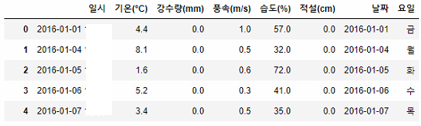 일시 기온(°C) 강수량(mm) 풍속(m/s) 습도(%) 적설(cm) 날짜 요일
0 2016-01-01 4.4 0.0 1.0 57.0 0.0 2016-01-01 금
1 2016-01-04 8.1 0.0 0.5 32.0 0.0 2016-01-04 월
2 2016-01-05 1.6 0.0 0.6 72.0 0.0 2016-01-05 화
3 2016-01-06 5.2 0.0 0.3 41.0 0.0 2016-01-06 수
4 2016-01-07 3.4 0.0 0.5 35.0 0.0 2016-01-07 목